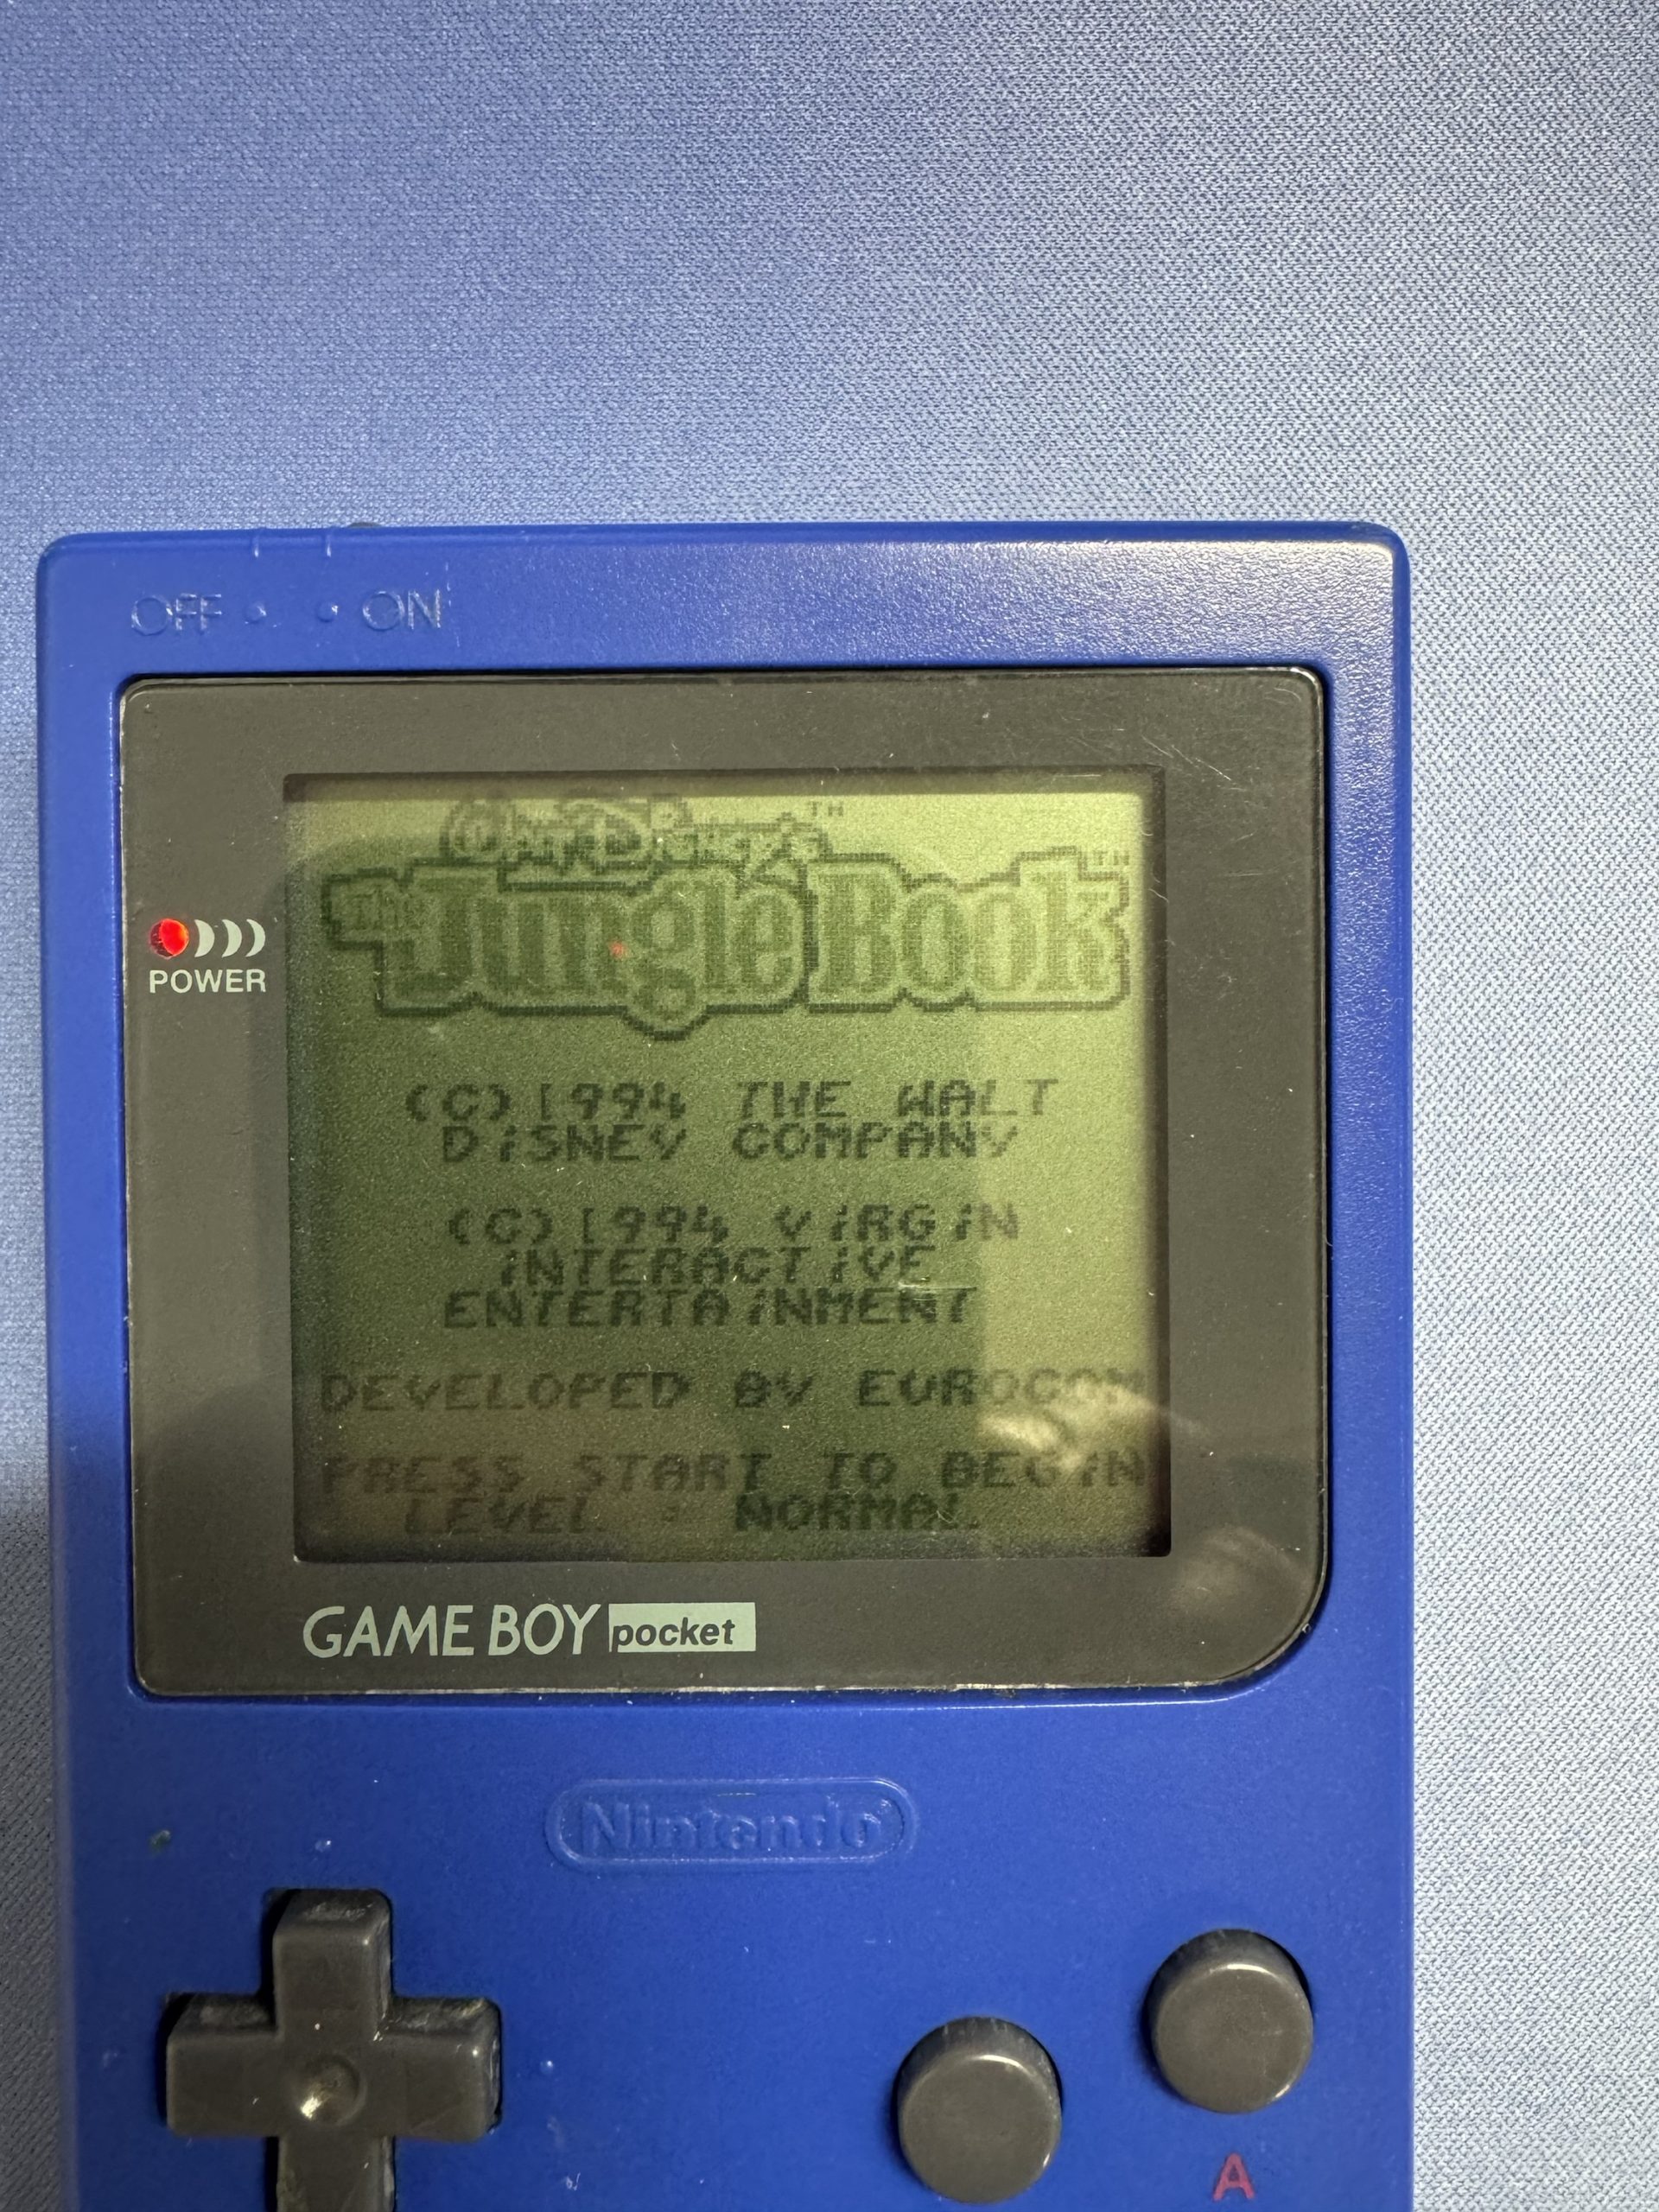 OFF • • ON
Walt Disney's TM
The Jungle Book TM
POWER
(C)1994 THE WALT
DiSNEY COMPANY
(C)1994 ViRGiN
iNTERACTiVE
ENTERTAiNMENT
DEVELOPED BY EUROCOM
PRESS START TO BEGiN
LEVEL : NORMAL
GAME BOY pocket
Nintendo
A